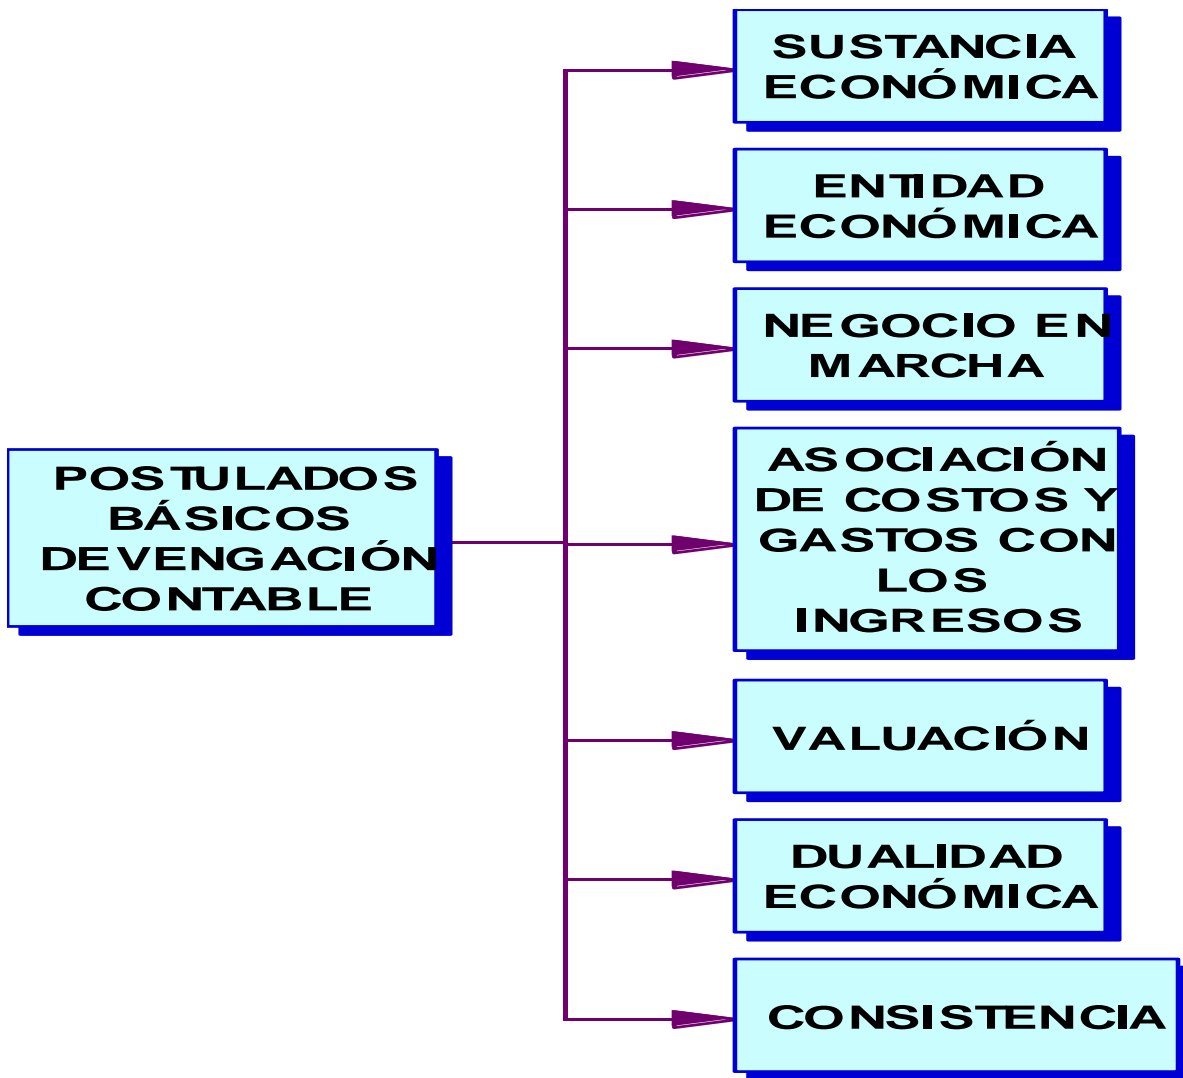 POSTULADOS
BÁSICOS
DEVENGACIÓN
CONTABLE
SUSTANCIA
ECONÓMICA
ENTIDAD
ECONÓMICA
NEGOCIO EN
MARCHA
ASOCIACIÓN
DE COSTOS Y
GASTOS CON
LOS
INGRESOS
VALUACIÓN
DUALIDAD
ECONÓMICA
CONSISTENCIA